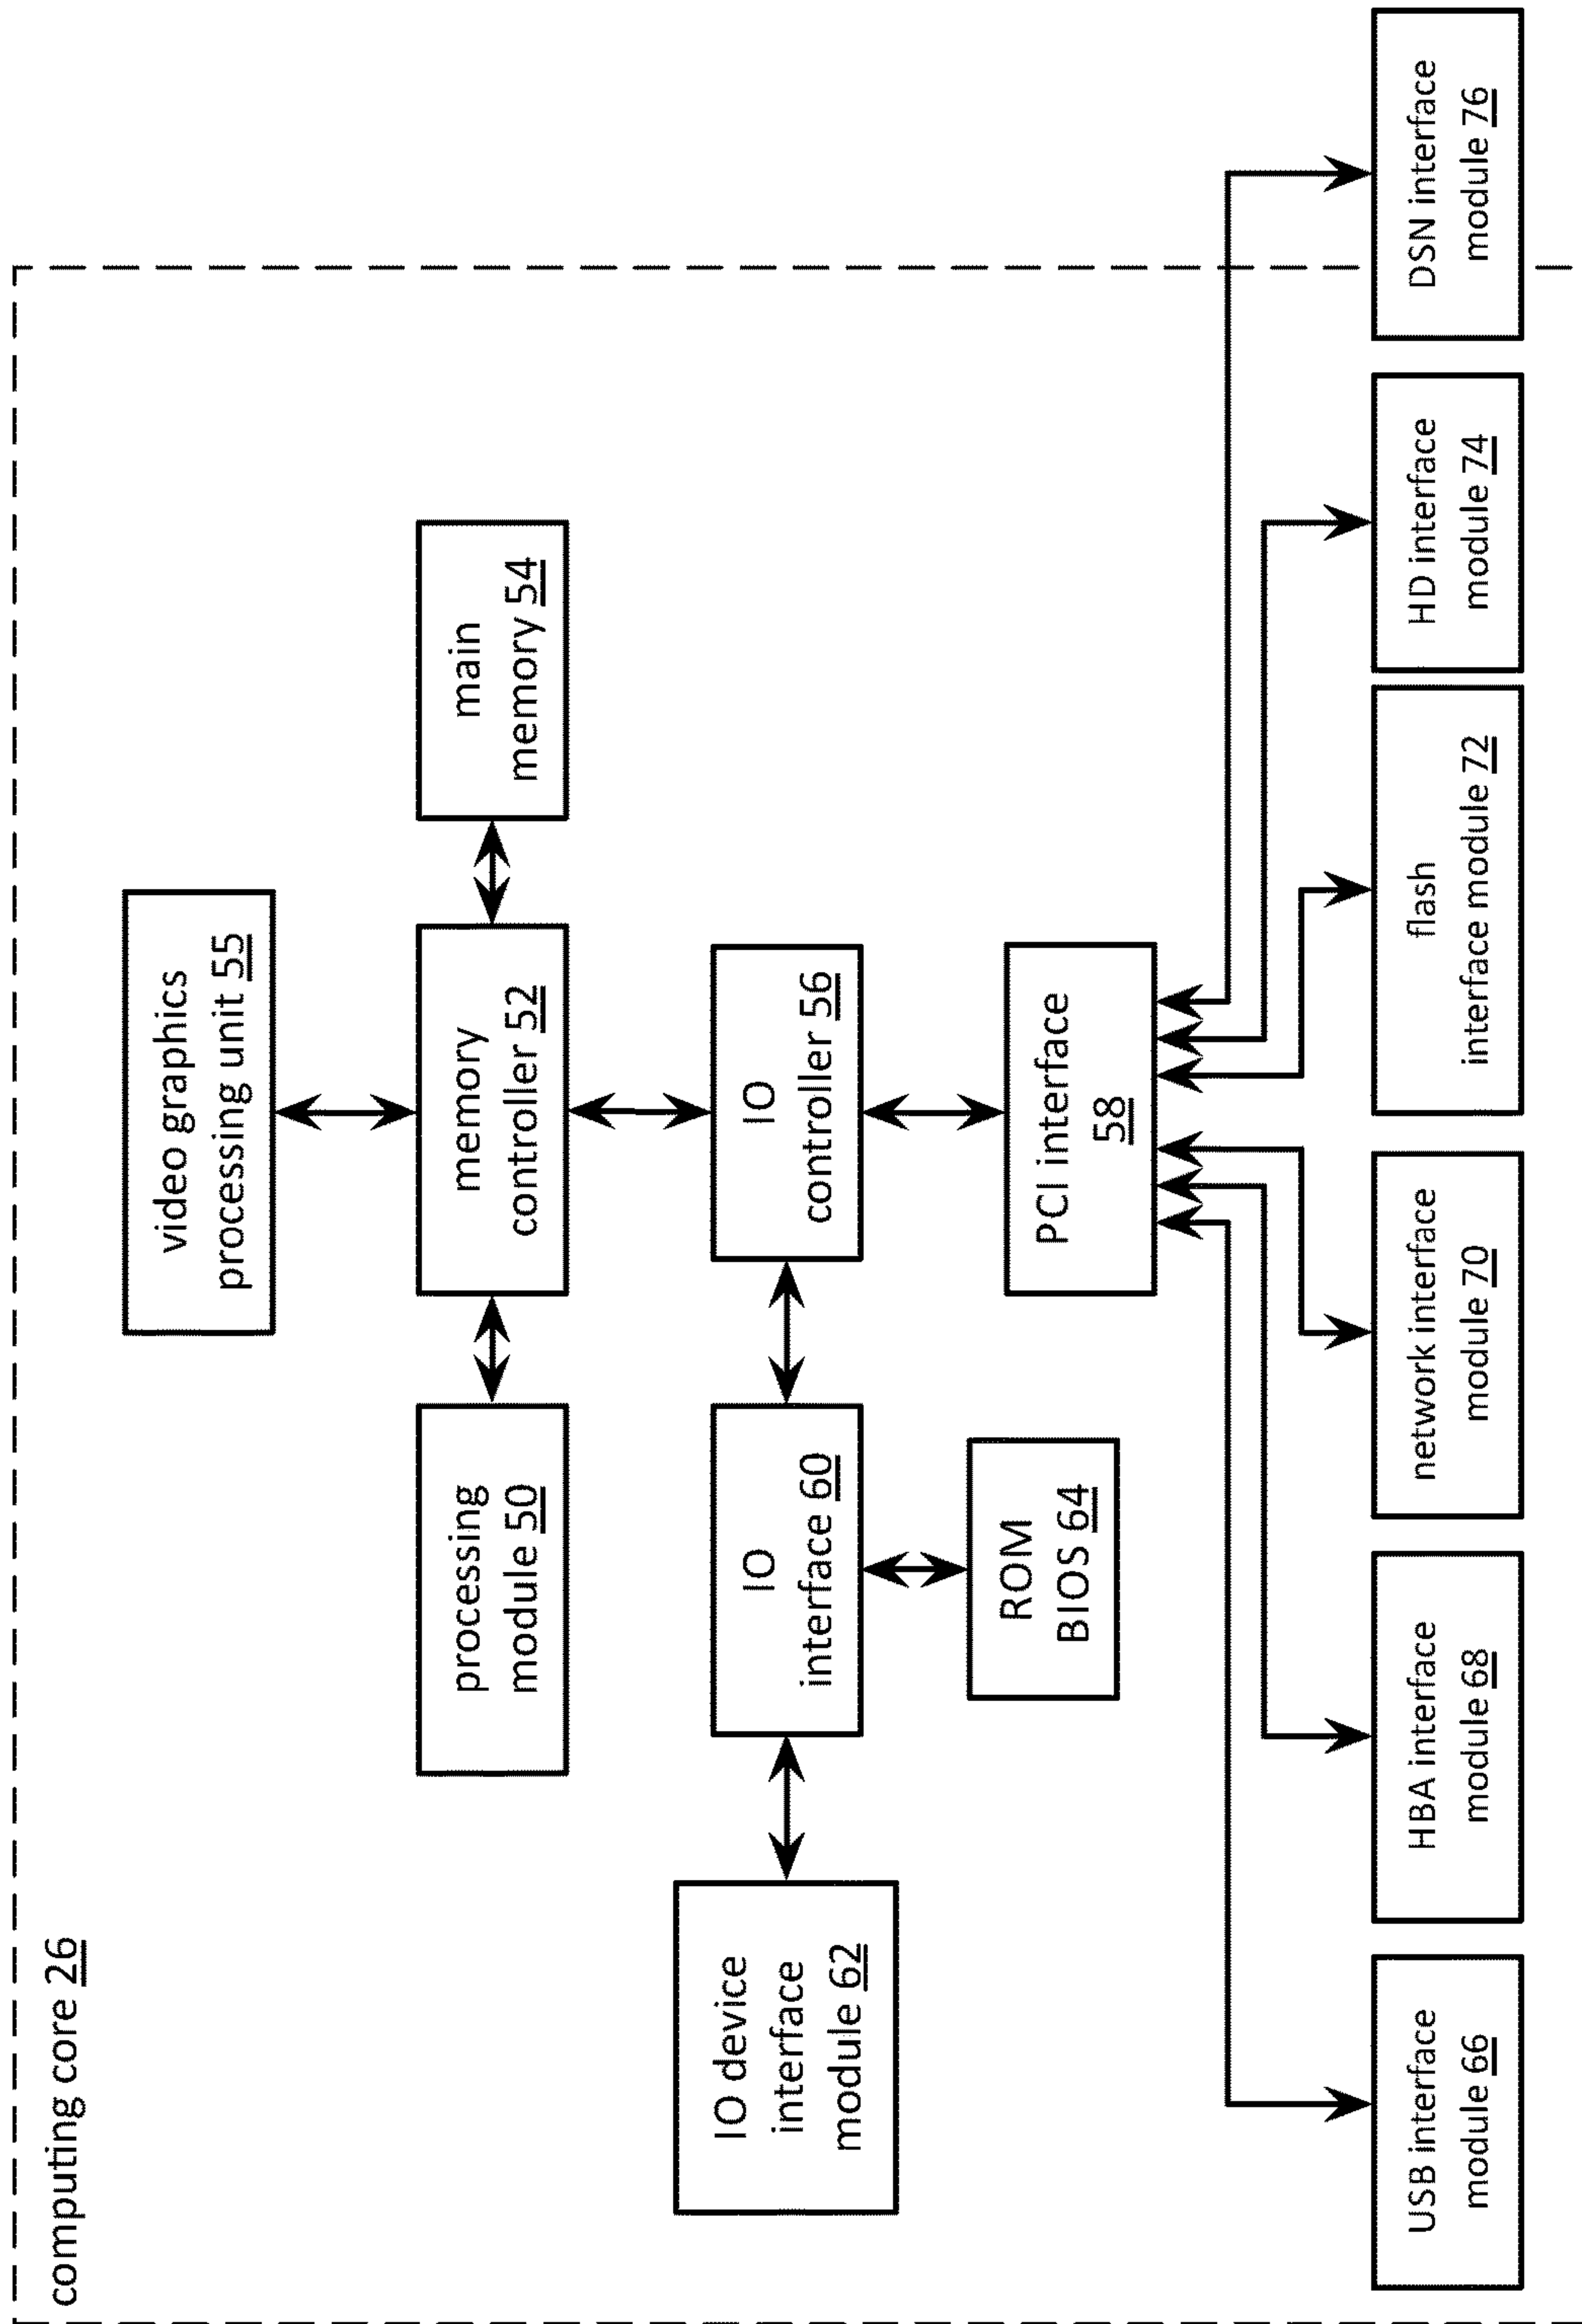 computing core 26
video graphics
processing unit 55
processing
module 50
memory
controller 52
main
memory 54
IO device
interface
module 62
IO
interface 60
IO
controller 56
ROM
BIOS 64
PCI interface
58
USB interface
module 66
HBA interface
module 68
network interface
module 70
flash
interface module 72
HD interface
module 74
DSN interface
module 76